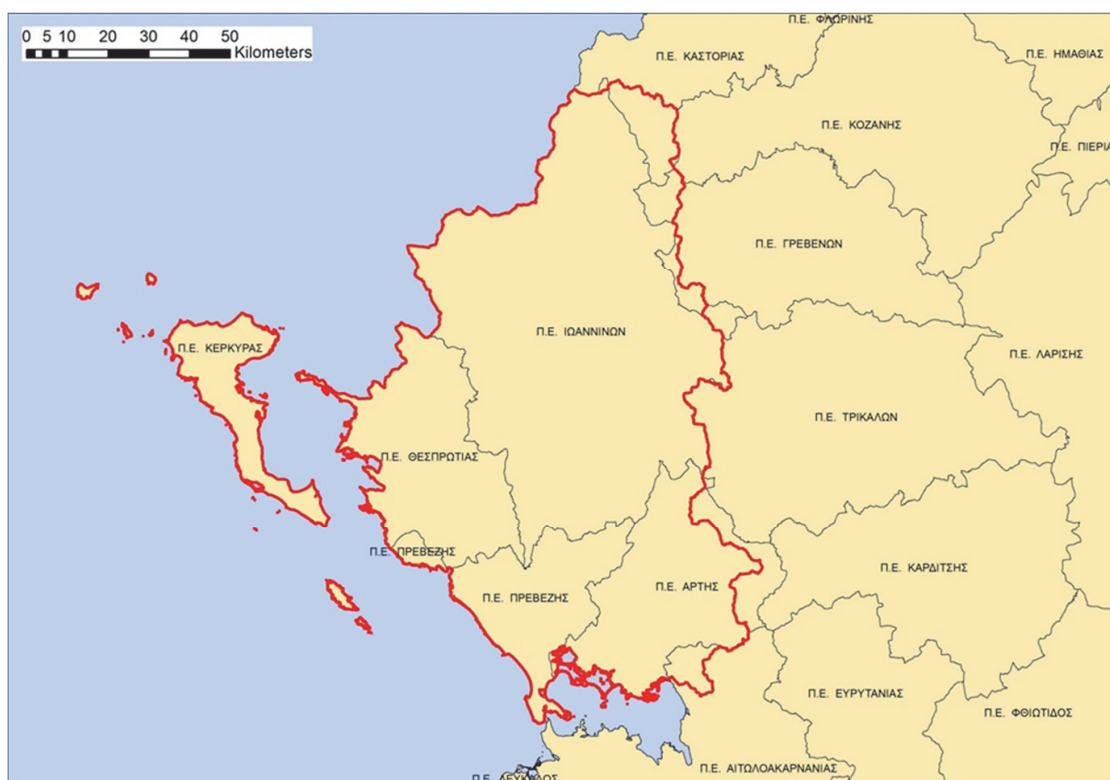 0 5 10 20 30 40 50
Kilometers
Π.Ε. ΦΛΩΡΙΝΗΣ
Π.Ε. ΚΑΣΤΟΡΙΑΣ
Π.Ε. ΗΜΑΘΙΑΣ
Π.Ε. ΚΟΖΑΝΗΣ
Π.Ε. ΠΙΕΡΙΑ
Π.Ε. ΓΡΕΒΕΝΩΝ
Π.Ε. ΙΩΑΝΝΙΝΩΝ
Π.Ε. ΚΕΡΚΥΡΑΣ
Π.Ε. ΛΑΡΙΣΗΣ
Π.Ε. ΤΡΙΚΑΛΩΝ
Π.Ε. ΘΕΣΠΡΩΤΙΑΣ
Π.Ε. ΠΡΕΒΕΖΗΣ
Π.Ε. ΚΑΡΔΙΤΣΗΣ
Π.Ε. ΑΡΤΗΣ
Π.Ε. ΠΡΕΒΕΖΗΣ
Π.Ε. ΕΥΡΥΤΑΝΙΑΣ
Π.Ε. ΦΘΙΩΤΙΔΟΣ
Π.Ε. ΑΙΤΩΛΟΑΚΑΡΝΑΝΙΑΣ
Π.Ε. ΛΕΥΚΑΔΟΣ